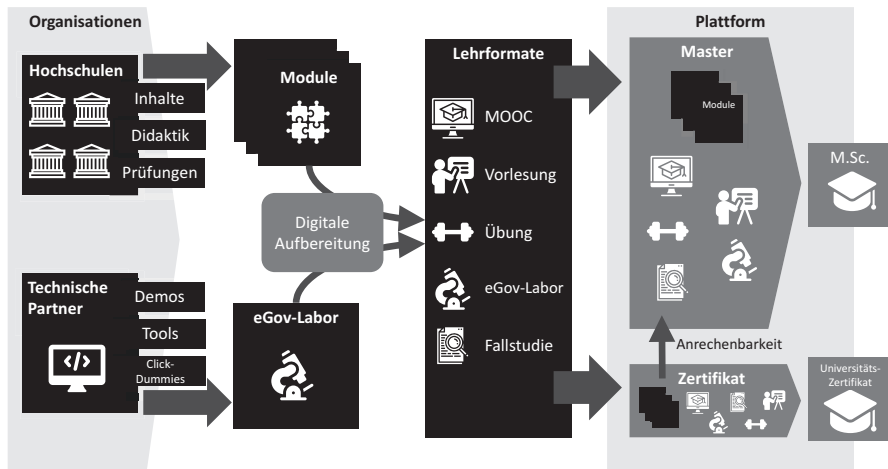 Organisationen
Hochschulen
Inhalte
Didaktik
Prüfungen
Technische
Partner
Demos
Tools
Click-
Dummies
Module
Digitale
Aufbereitung
eGov-Labor
Lehrformate
MOOC
Vorlesung
Übung
eGov-Labor
Fallstudie
Plattform
Master
Module
M.Sc.
Anrechenbarkeit
Zertifikat
Universitäts-
Zertifikat